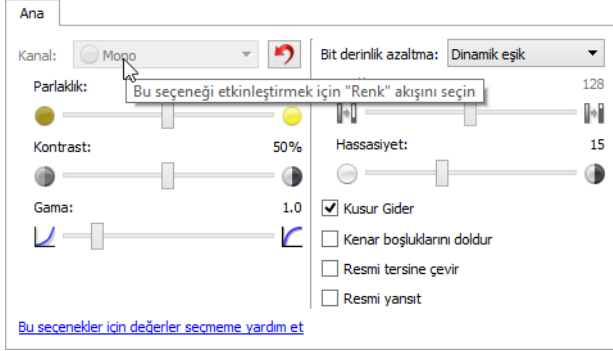 Ana
Kanal: Mono
Bit derinlik azaltma: Dinamik eşik
Bu seçeneği etkinleştirmek için "Renk" akışını seçin
Parlaklık:
128
Kontrast: 50%
Hassasiyet: 15
Gama: 1.0
Kusur Gider
Kenar boşluklarını doldur
Resmi tersine çevir
Resmi yansıt
Bu seçenekler için değerler seçmeme yardım et